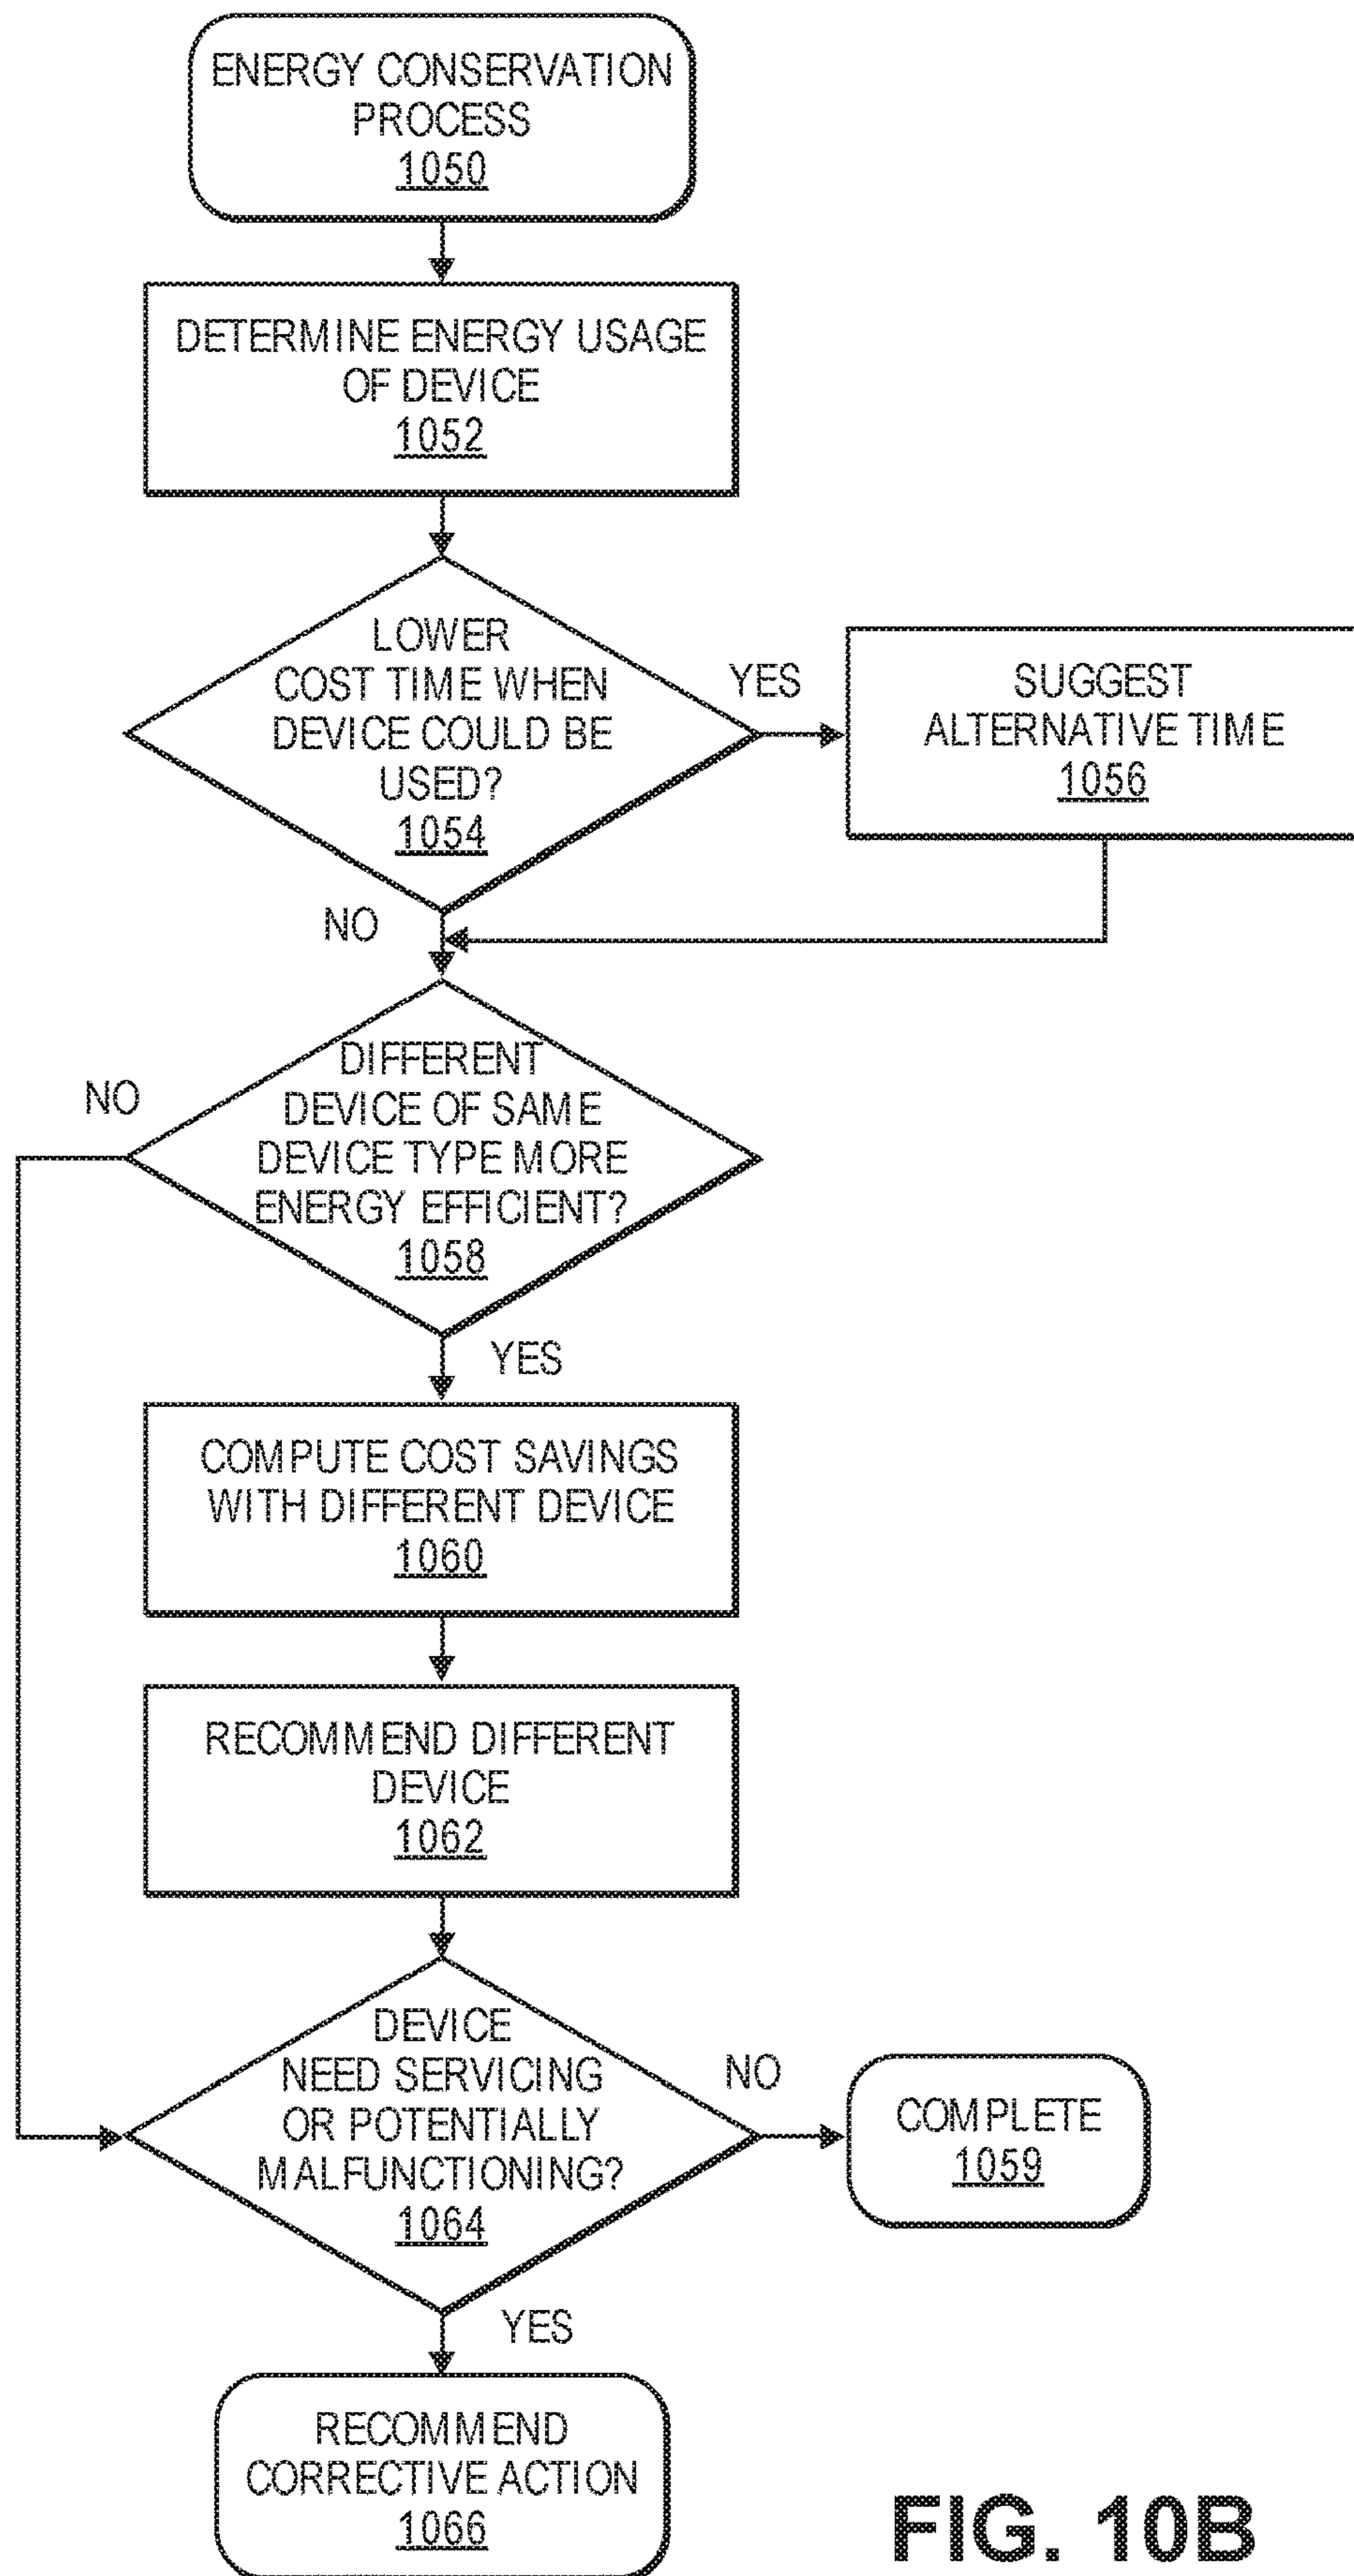 ENERGY CONSERVATION
PROCESS
1050
DETERMINE ENERGY USAGE
OF DEVICE
1052
LOWER
COST TIME WHEN
DEVICE COULD BE
USED?
1054
YES
SUGGEST
ALTERNATIVE TIME
1056
NO
DIFFERENT
DEVICE OF SAME
DEVICE TYPE MORE
ENERGY EFFICIENT?
1058
NO
YES
COMPUTE COST SAVINGS
WITH DIFFERENT DEVICE
1060
RECOMMEND DIFFERENT
DEVICE
1062
DEVICE
NEED SERVICING
OR POTENTIALLY
MALFUNCTIONING?
1064
NO
COMPLETE
1059
YES
RECOMMEND
CORRECTIVE ACTION
1066
FIG. 10B